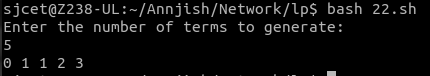 sjcet@Z238-UL:~/Annjish/Network/lp$ bash 22.sh
Enter the number of terms to generate:
5
0 1 1 2 3